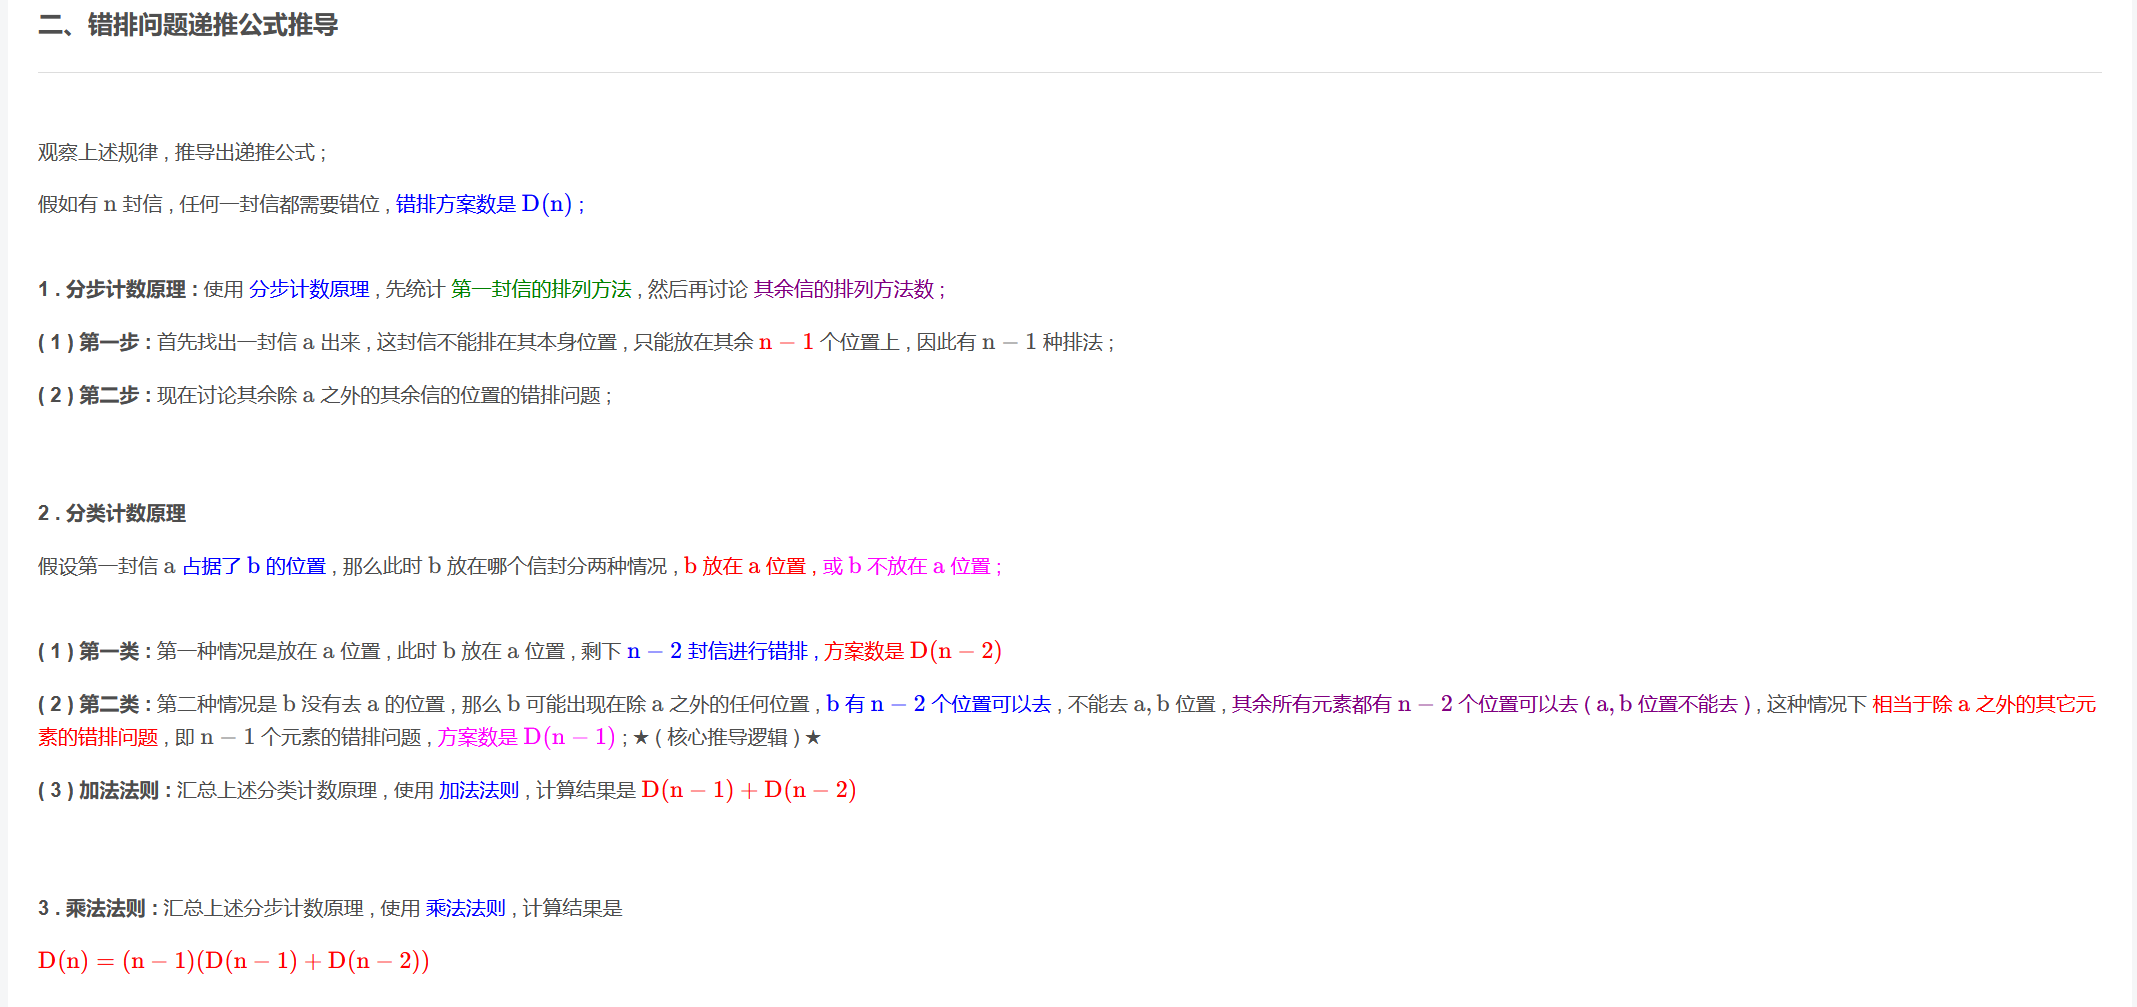 二、错排问题递推公式推导
观察上述规律 , 推导出递推公式 ;
假如有 n 封信 , 任何一封信都需要错位 , 错排方案数是 D(n) ;
1 . 分步计数原理 : 使用 分步计数原理 , 先统计 第一封信的排列方法 , 然后再讨论 其余信的排列方法数 ;
( 1 ) 第一步 : 首先找出一封信 a 出来 , 这封信不能排在其本身位置 , 只能放在其余 n − 1 个位置上 , 因此有 n − 1 种排法 ;
( 2 ) 第二步 : 现在讨论其余除 a 之外的其余信的位置的错排问题 ;
2 . 分类计数原理
假设第一封信 a 占据了 b 的位置 , 那么此时 b 放在哪个信封分两种情况 , b 放在 a 位置 , 或 b 不放在 a 位置 ;
( 1 ) 第一类 : 第一种情况是放在 a 位置 , 此时 b 放在 a 位置 , 剩下 n − 2 封信进行错排 , 方案数是 D(n − 2)
( 2 ) 第二类 : 第二种情况是 b 没有去 a 的位置 , 那么 b 可能出现在除 a 之外的任何位置 , b 有 n − 2 个位置可以去 , 不能去 a, b 位置 , 其余所有元素都有 n − 2 个位置可以去 ( a, b 位置不能去 ) , 这种情况下 相当于除 a 之外的其它元
素的错排问题 , 即 n − 1 个元素的错排问题 , 方案数是 D(n − 1) ; ★ ( 核心推导逻辑 ) ★
( 3 ) 加法法则 : 汇总上述分类计数原理 , 使用 加法法则 , 计算结果是 D(n − 1) + D(n − 2)
3 . 乘法法则 : 汇总上述分步计数原理 , 使用 乘法法则 , 计算结果是
D(n) = (n − 1)(D(n − 1) + D(n − 2))